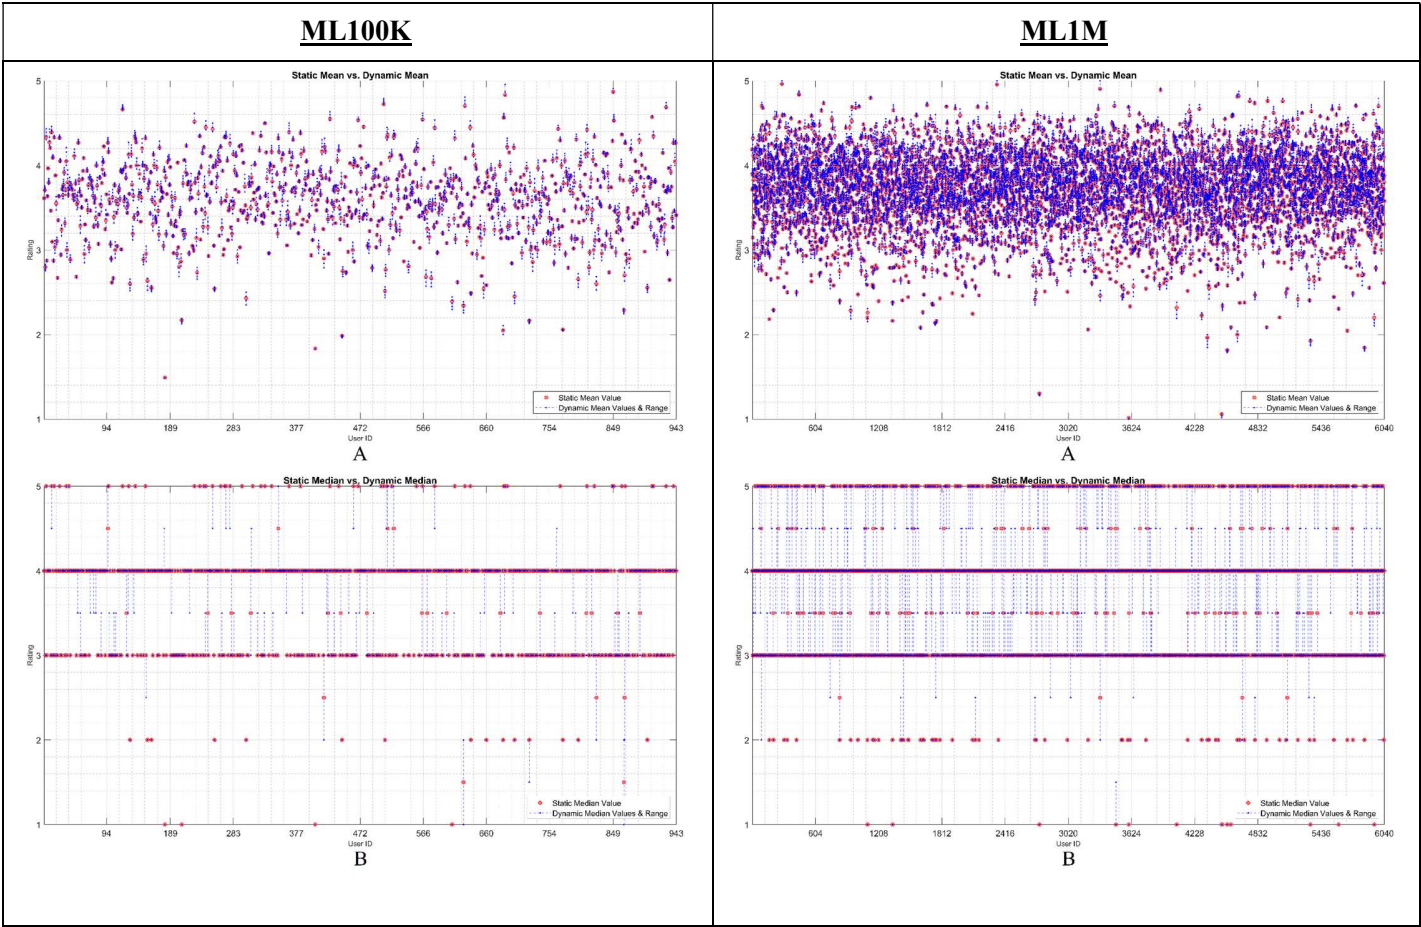 ML100K
ML1M
Static Mean vs. Dynamic Mean
5
4
3
2
1
Rating
94 189 283 377 472 566 660 754 849 943
User ID
Static Mean Value
Dynamic Mean Values & Range
A
Static Mean vs. Dynamic Mean
5
4
3
2
1
Rating
604 1208 1812 2416 3020 3624 4228 4832 5436 6040
User ID
Static Mean Value
Dynamic Mean Values & Range
A
Static Median vs. Dynamic Median
5
4
3
2
1
Rating
94 189 283 377 472 566 660 754 849 943
User ID
Static Median Value
Dynamic Median Values & Range
B
Static Median vs. Dynamic Median
5
4
3
2
1
Rating
604 1208 1812 2416 3020 3624 4228 4832 5436 6040
User ID
Static Median Value
Dynamic Median Values & Range
B